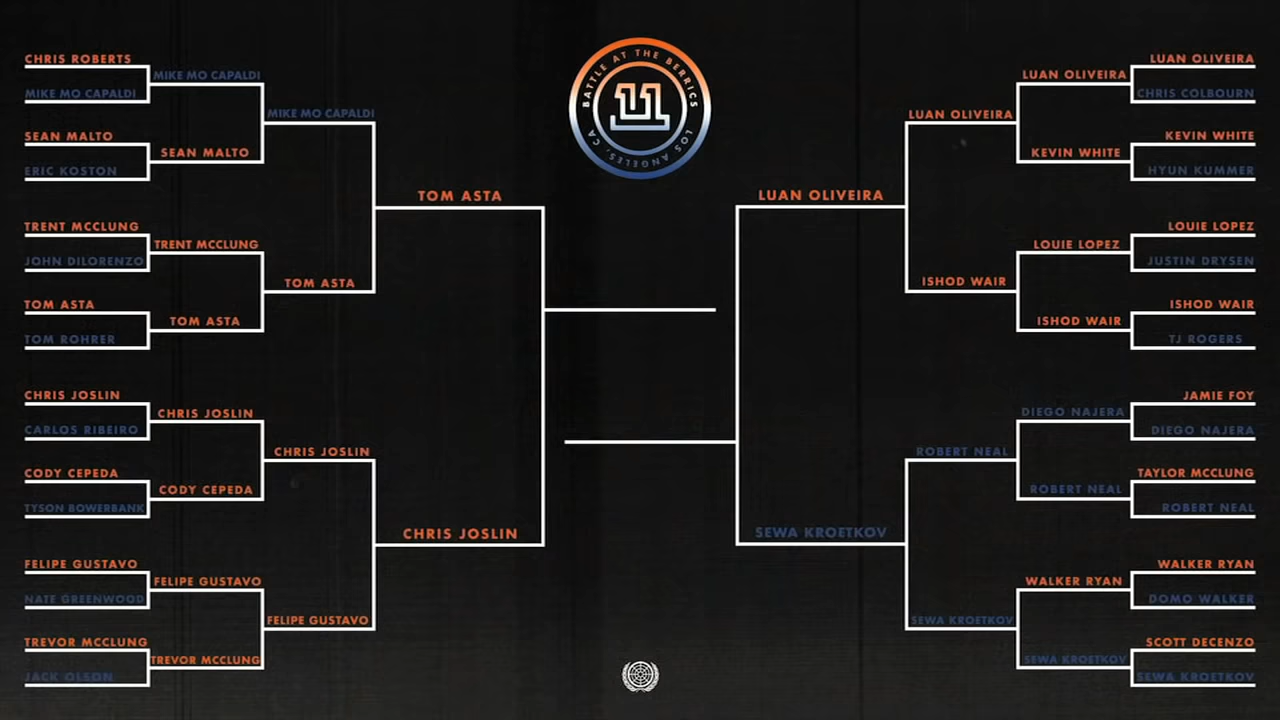 BATTLE AT THE BERRICS
11
LOS ANGELES, CA
CHRIS ROBERTS
MIKE MO CAPALDI
SEAN MALTO
ERIC KOSTON
TRENT MCCLUNG
JOHN DILORENZO
TOM ASTA
TOM ROHRER
CHRIS JOSLIN
CARLOS RIBEIRO
CODY CEPEDA
TYSON BOWERBANK
FELIPE GUSTAVO
NATE GREENWOOD
TREVOR MCCLUNG
JACK OLSON
MIKE MO CAPALDI
SEAN MALTO
TRENT MCCLUNG
TOM ASTA
CHRIS JOSLIN
CODY CEPEDA
FELIPE GUSTAVO
TREVOR MCCLUNG
MIKE MO CAPALDI
TOM ASTA
CHRIS JOSLIN
FELIPE GUSTAVO
TOM ASTA
CHRIS JOSLIN
LUAN OLIVEIRA
SEWA KROETKOV
LUAN OLIVEIRA
ISHOD WAIR
ROBERT NEAL
SEWA KROETKOV
LUAN OLIVEIRA
KEVIN WHITE
LOUIE LOPEZ
ISHOD WAIR
DIEGO NAJERA
ROBERT NEAL
WALKER RYAN
SEWA KROETKOV
LUAN OLIVEIRA
CHRIS COLBOURN
KEVIN WHITE
HYUN KUMMER
LOUIE LOPEZ
JUSTIN DRYSEN
ISHOD WAIR
TJ ROGERS
JAMIE FOY
DIEGO NAJERA
TAYLOR MCCLUNG
ROBERT NEAL
WALKER RYAN
DOMO WALKER
SCOTT DECENZO
SEWA KROETKOV